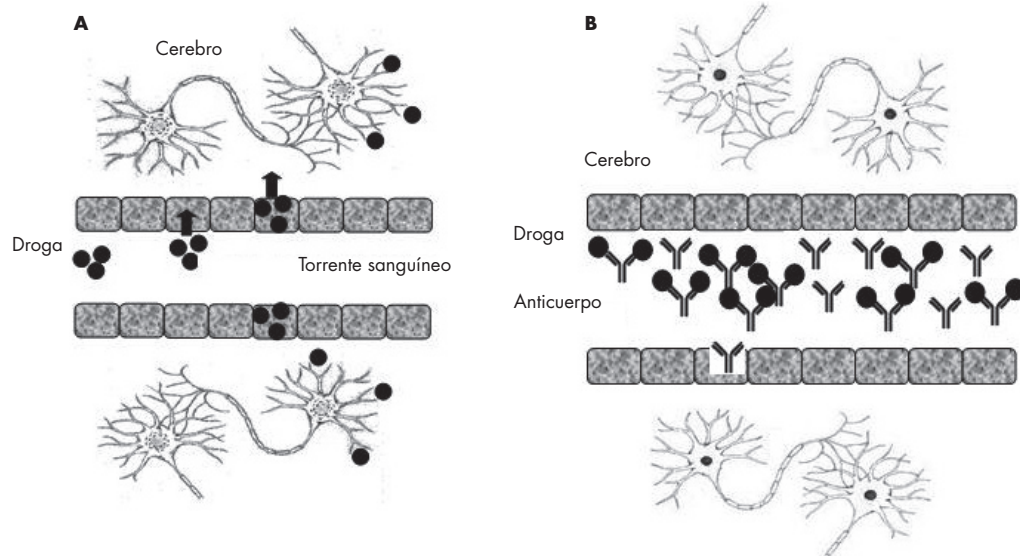 A
Cerebro
Droga
Torrente sanguíneo
B
Cerebro
Droga
Anticuerpo